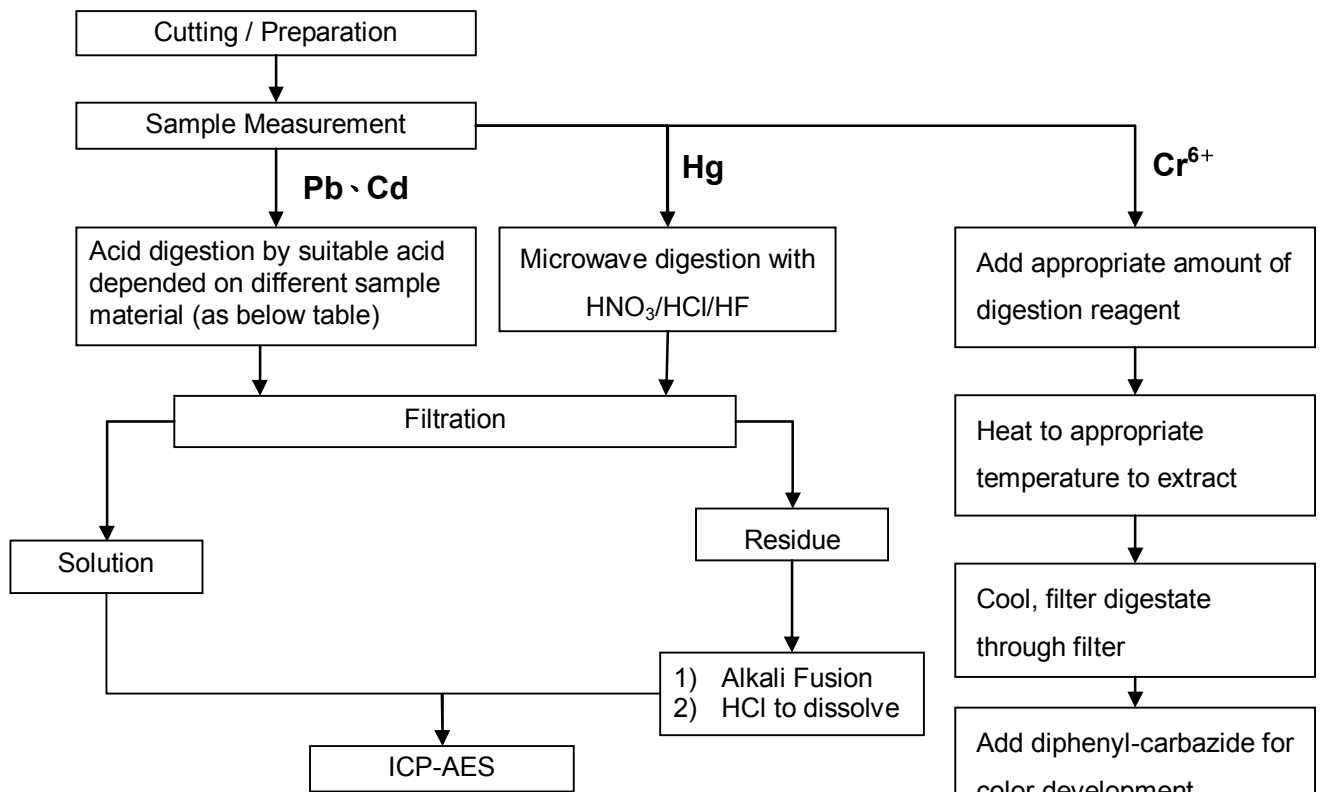 Cutting / Preparation
Sample Measurement
Pb、Cd
Hg
Cr⁶⁺
Acid digestion by suitable acid
depended on different sample
material (as below table)
Microwave digestion with
HNO₃/HCl/HF
Add appropriate amount of
digestion reagent
Filtration
Heat to appropriate
temperature to extract
Solution
Residue
Cool, filter digestate
through filter
1) Alkali Fusion
2) HCl to dissolve
ICP-AES
Add diphenyl-carbazide for
color development